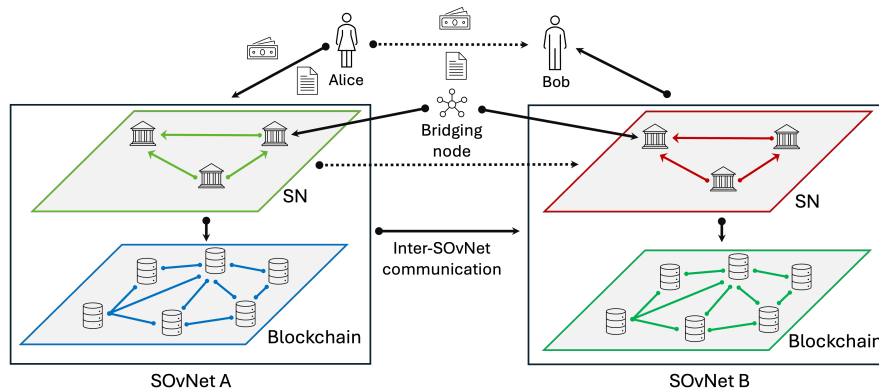 Alice
Bob
Bridging
node
SN
SN
Inter-SOvNet
communication
Blockchain
Blockchain
SOvNet A
SOvNet B